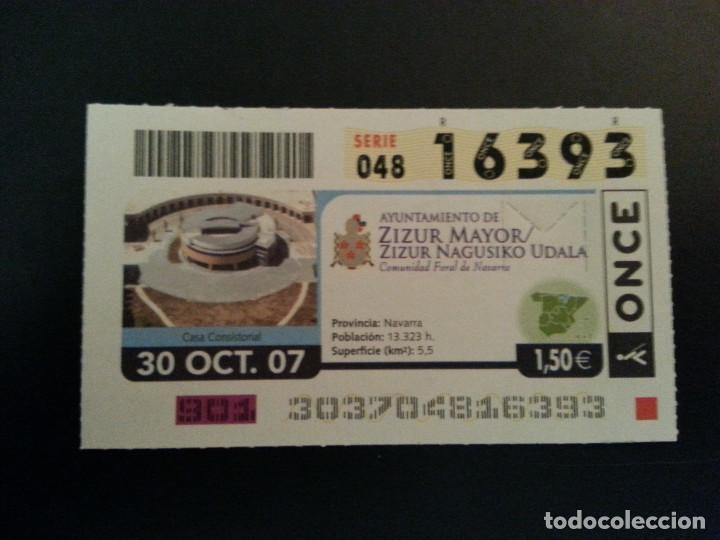 R R
SERIE
048
16393
AYUNTAMIENTO DE
ZIZUR MAYOR/
ZIZUR NAGUSIKO UDALA
Comunidad Foral de Navarra
ONCE
Casa Consistorial
Provincia: Navarra
Población: 13.323 h.
Superficie (km²): 5,5
30 OCT. 07
1,50€
901 303704816393
todocoleccion.net